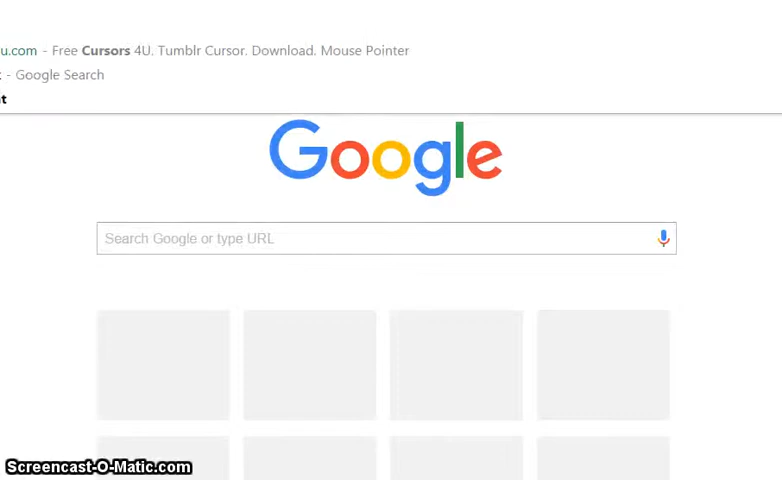 u.com - Free Cursors 4U. Tumblr Cursor. Download. Mouse Pointer
- Google Search
Google
Search Google or type URL
Screencast-O-Matic.com